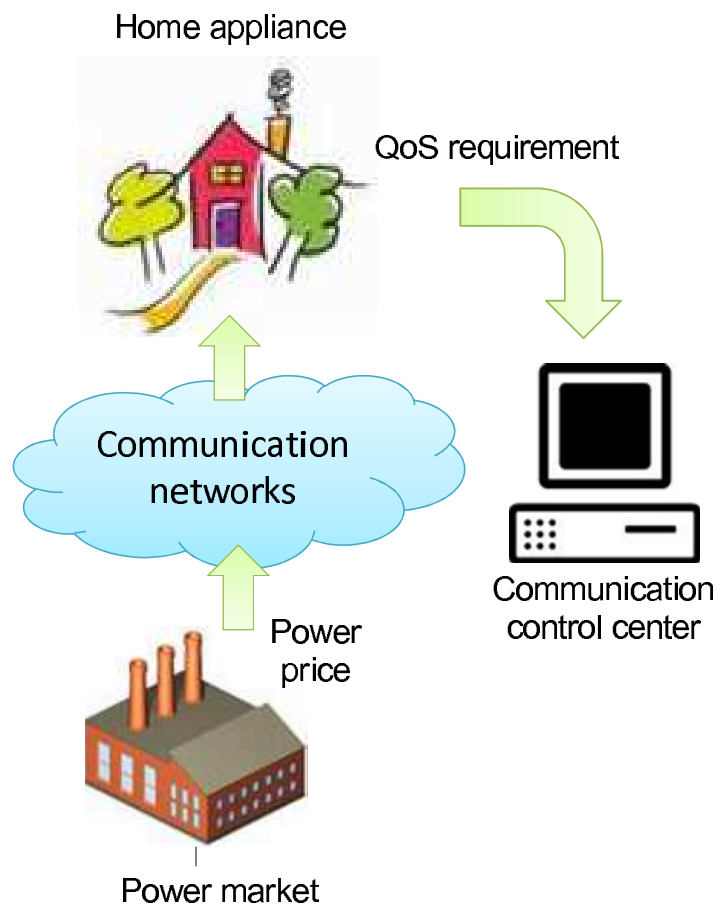 Home appliance
QoS requirement
Communication
networks
Communication
control center
Power
price
Power market